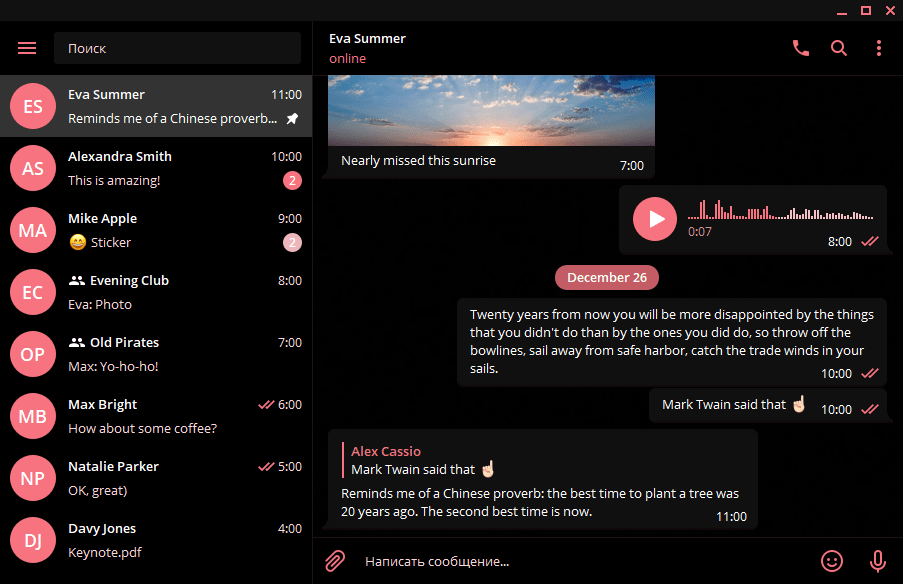 Поиск
ES
Eva Summer
11:00
Reminds me of a Chinese proverb...
AS
Alexandra Smith
10:00
This is amazing!
2
MA
Mike Apple
9:00
Sticker
2
EC
Evening Club
8:00
Eva: Photo
OP
Old Pirates
7:00
Max: Yo-ho-ho!
MB
Max Bright
6:00
How about some coffee?
NP
Natalie Parker
5:00
OK, great)
DJ
Davy Jones
4:00
Keynote.pdf
Eva Summer
online
Nearly missed this sunrise
7:00
0:07
8:00
December 26
Twenty years from now you will be more disappointed by the things
that you didn't do than by the ones you did do, so throw off the
bowlines, sail away from safe harbor, catch the trade winds in your
sails.
10:00
Mark Twain said that ☝🏻
10:00
Alex Cassio
Mark Twain said that ☝🏻
Reminds me of a Chinese proverb: the best time to plant a tree was
20 years ago. The second best time is now.
11:00
Написать сообщение...